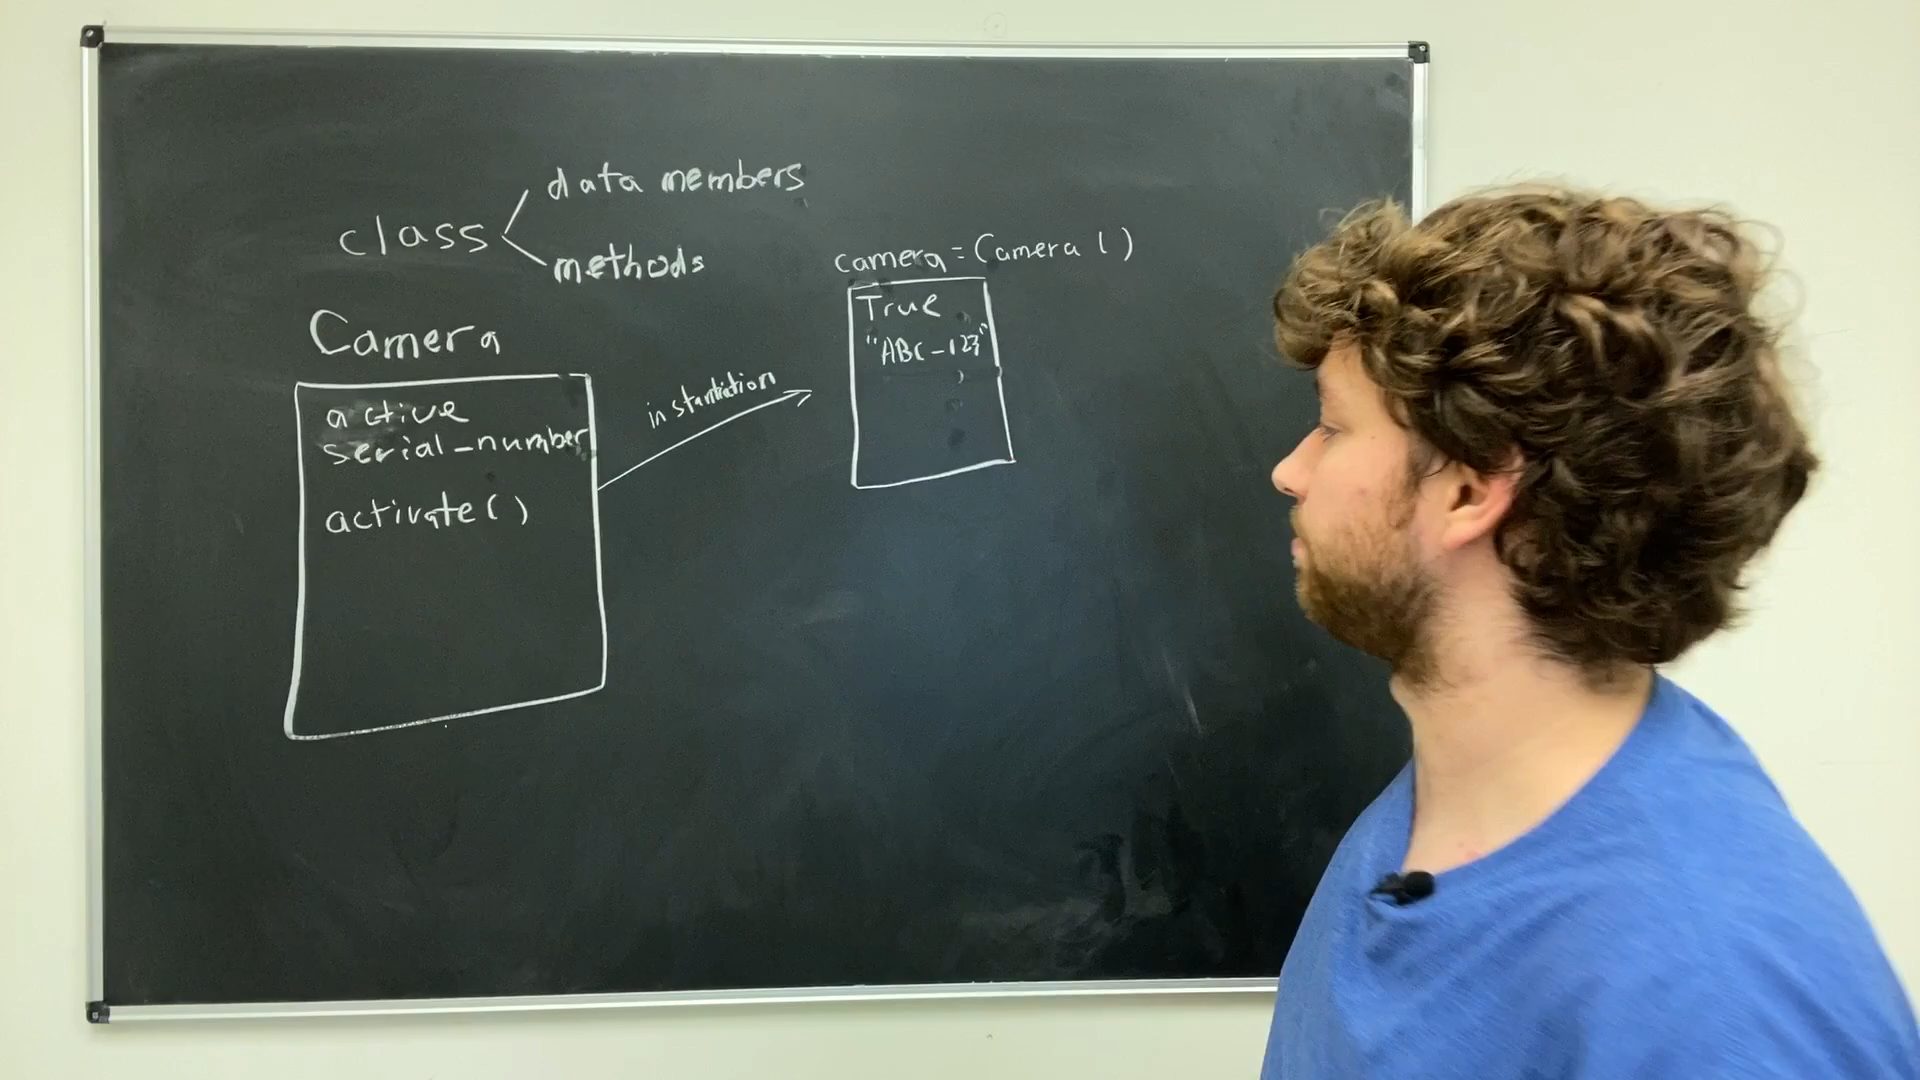 class
data members
methods
Camera
active
serial_number
activate()
instantiation
camera = Camera()
True
"ABC-123"